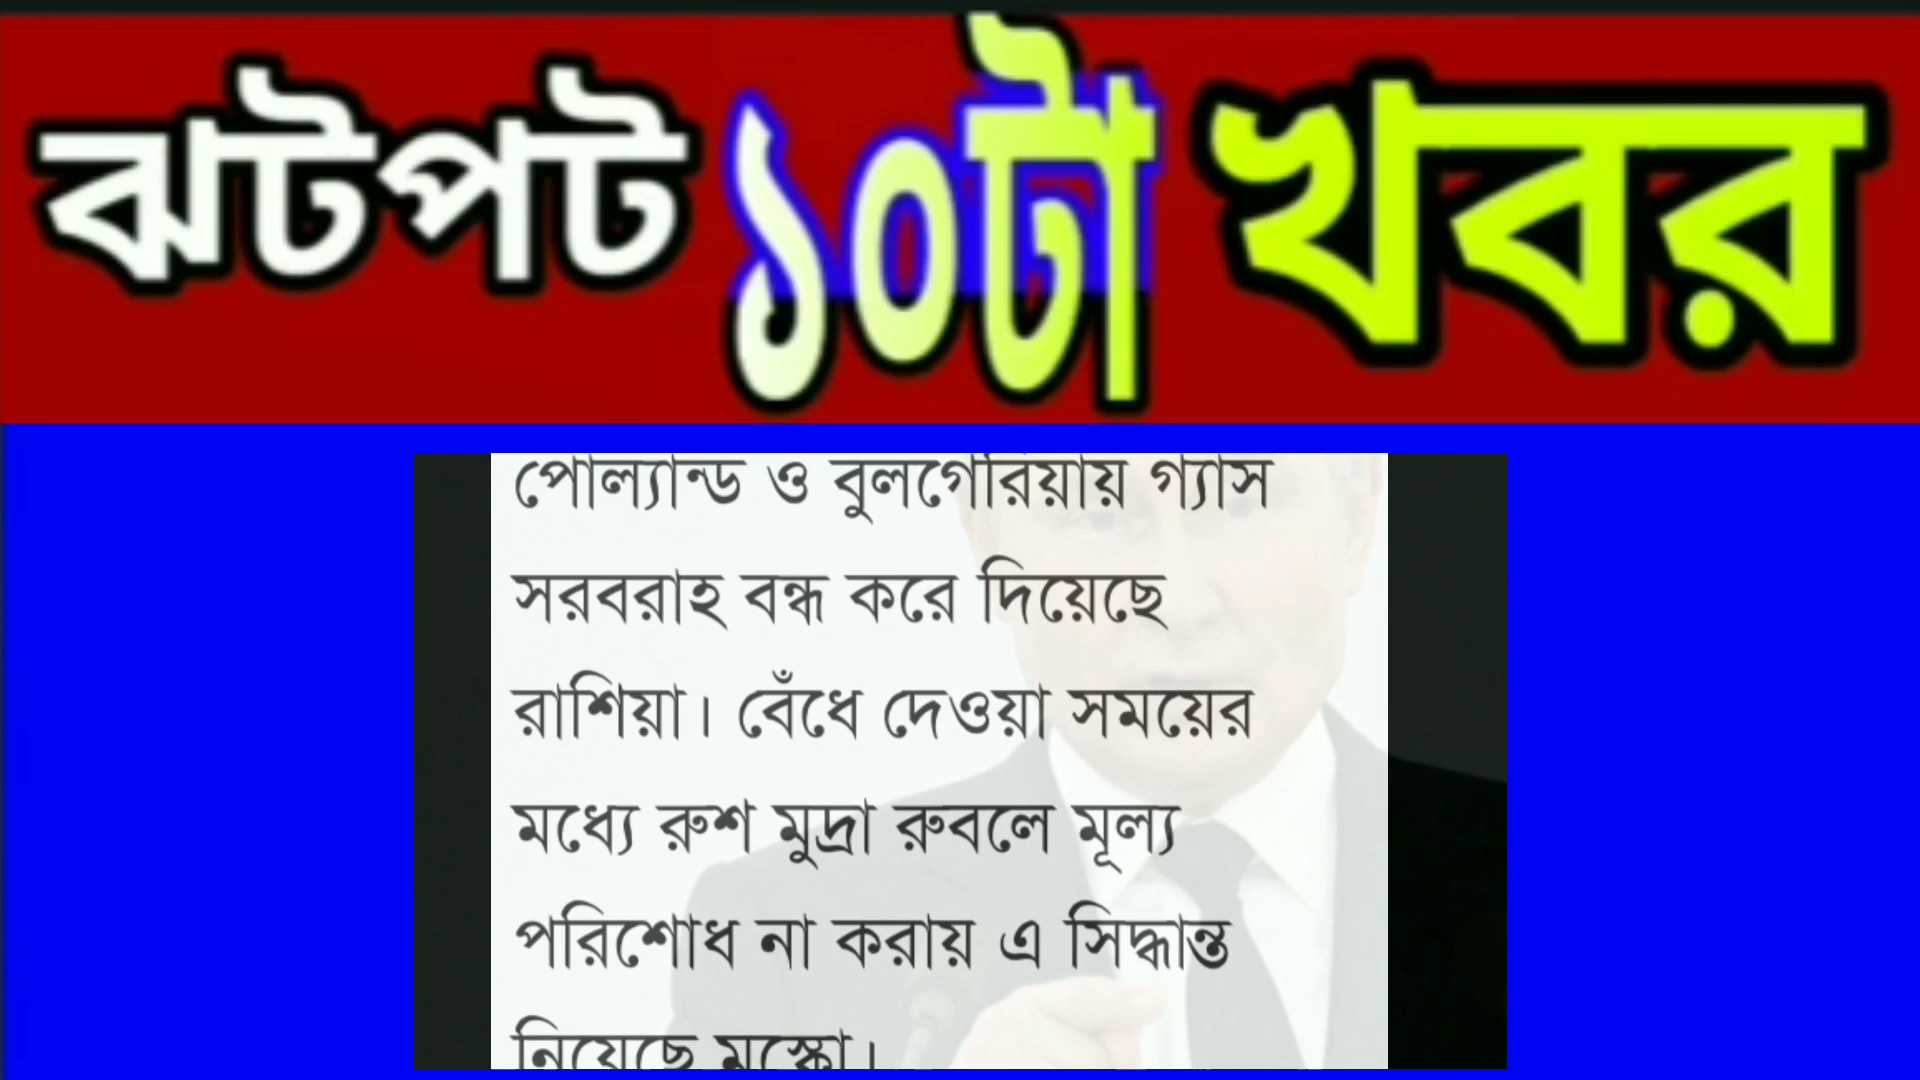 ঝটপট ১০টা খবর
পোল্যান্ড ও বুলগেরিয়ায় গ্যাস
সরবরাহ বন্ধ করে দিয়েছে
রাশিয়া। বেঁধে দেওয়া সময়ের
মধ্যে রুশ মুদ্রা রুবলে মূল্য
পরিশোধ না করায় এ সিদ্ধান্ত
নিয়েছে মস্কো।